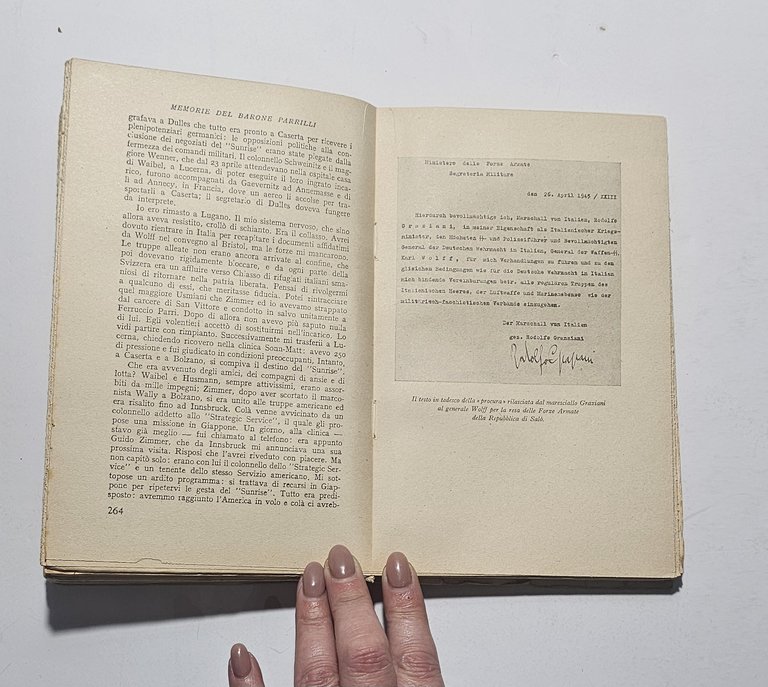 MEMORIE DEL BARONE PARRILLI
grafava a Dulles che tutto era pronto a Caserta per ricevere i
plenipotenziari germanici: le opposizioni politiche alla con-
clusione dei negoziati del "Sunrise" erano state piegate dalla
fermezza dei comandi militari. Il colonnello Schweinitz e il mag-
giore Wenner, che dal 23 aprile attendevano nella ospitale casa
di Waibel, a Lucerna, di poter eseguire il loro ingrato inca-
rico, furono accompagnati da Gaevernitz ad Annemasse e di
lì ad Annecy, in Francia, dove un aereo li accolse per tra-
sportarli a Caserta; il segretario di Dulles doveva fungere
da interprete.
Io ero rimasto a Lugano. Il mio sistema nervoso, che sino
allora aveva resistito, crollò di schianto. Era il collasso. Avrei
dovuto rientrare in Italia per recapitare i documenti affidatimi
da Wolff nel convegno al Bristol, ma le forze mi mancarono.
Le truppe alleate non erano ancora arrivate al confine, che
poi dovevano rigidamente bloccare, e da ogni parte della
Svizzera era un affluire verso Chiasso di rifugiati italiani sma-
niosi di ritornare nella patria liberata. Pensai di rivolgermi
a qualcuno di essi, che meritasse fiducia. Potei rintracciare
quel maggiore Usmiani che Zimmer ed io avevamo strappato
dal carcere di San Vittore e condotto in salvo unitamente a
Ferruccio Parri. Dopo di allora non avevo più saputo nulla
di lui. Egli volentieri accettò di sostituirmi nell'incarico. Lo
vidi partire con rimpianto. Successivamente mi trasferii a Lu-
cerna, chiedendo ricovero nella clinica Sonn-Matt: avevo 250
di pressione e fui giudicato in condizioni preoccupanti. Intanto,
a Caserta e a Bolzano, si compiva il destino del "Sunrise".
Che era avvenuto degli amici, dei compagni di ansie e di
lotta? Waibel e Husmann, sempre attivissimi, erano assor-
biti da mille impegni; Zimmer, dopo aver scortato il marco-
nista Wally a Bolzano, si era unito alle truppe americane ed
era risalito fino ad Innsbruck. Colà venne avvicinato da un
colonnello addetto allo "Strategic Service", il quale gli pro-
pose una missione in Giappone. Un giorno, alla clinica —
stavo già meglio — fui chiamato al telefono: era appunto
Guido Zimmer, che da Innsbruck mi annunciava una sua
prossima visita. Risposi che l'avrei riveduto con piacere. Ma
non capitò solo: erano con lui il colonnello dello "Strategic Ser-
vice" e un tenente dello stesso Servizio americano. Mi sot-
topose un ardito programma: si trattava di recarsi in Giap-
pone per ripetervi le gesta del "Sunrise". Tutto era predi-
sposto: avremmo raggiunto l'America in volo e colà ci avreb-
264
Ministero delle Forze Armate
Segreteria Militare
den 26. April 1945 / XXIII
Hierdurch bevollmächtige ich, Marschall von Italien, Rodolfo
Graziani, in meiner Eigenschaft als Italienischer Kriegs-
minister, den Höchsten SS- und Polizeiführer und Bevollmächtigten
General der Deutschen Wehrmacht in Italien, General der Waffen-SS,
Karl Wolff, für mich Verhandlungen zu führen und zu den
gleichen Bedingungen wie für die Deutsche Wehrmacht in Italien
mich bindende Vereinbarungen betr. alle regulären Truppen des
Italienischen Heeres, der Luftwaffe und Marine ebenso wie der
militärisch-faschistischen Verbände einzugehen.
Der Marschall von Italien
gez. Rodolfo Graziani
Rodolfo Graziani
Il testo in tedesco della «procura» rilasciata dal maresciallo Graziani
al generale Wolff per la resa delle Forze Armate
della Repubblica di Salò.